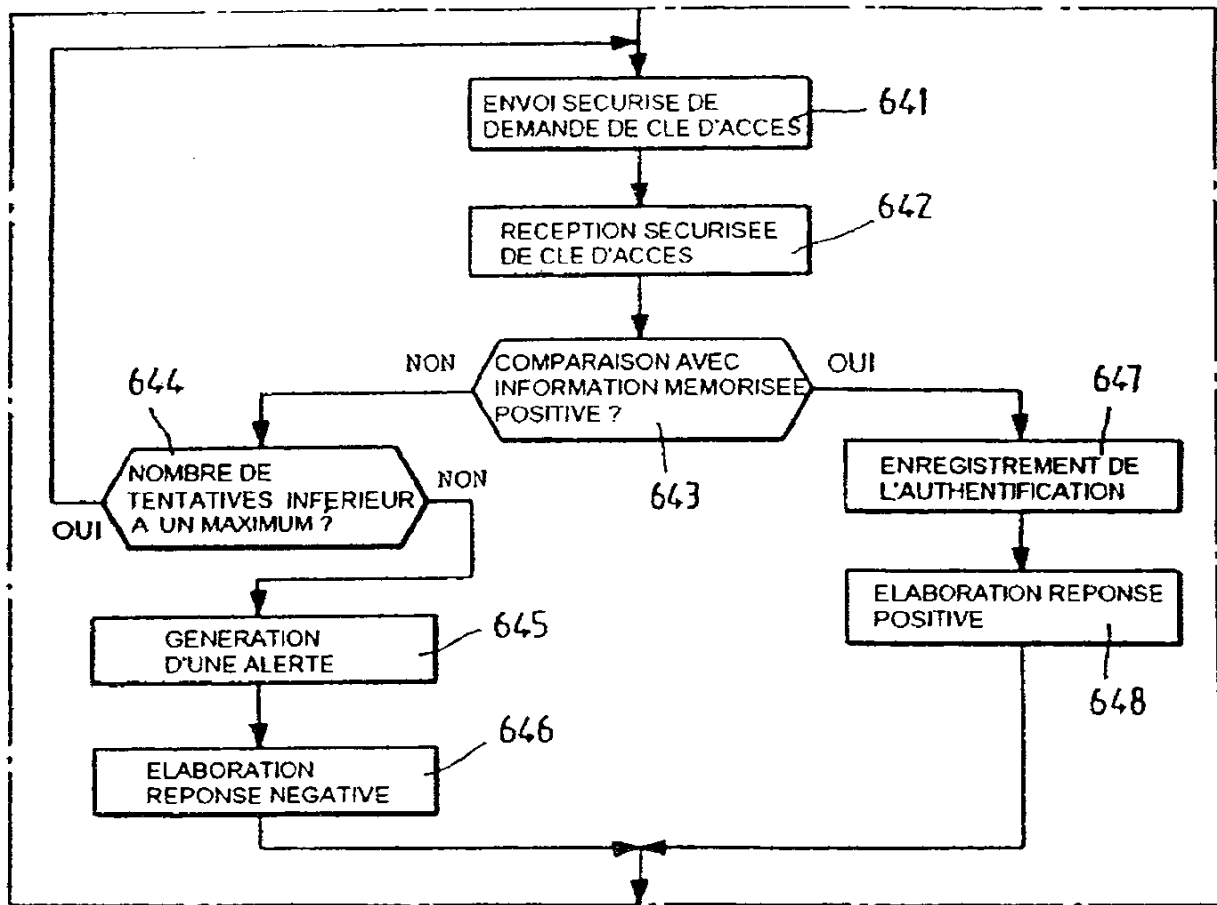 ENVOI SECURISE DE
DEMANDE DE CLE D'ACCES
641
RECEPTION SECURISEE
DE CLE D'ACCES
642
COMPARAISON AVEC
INFORMATION MEMORISEE
POSITIVE ?
NON
OUI
643
644
NOMBRE DE
TENTATIVES INFERIEUR
A UN MAXIMUM ?
NON
OUI
647
ENREGISTREMENT DE
L'AUTHENTIFICATION
GENERATION
D'UNE ALERTE
645
ELABORATION REPONSE
POSITIVE
648
ELABORATION
REPONSE NEGATIVE
646